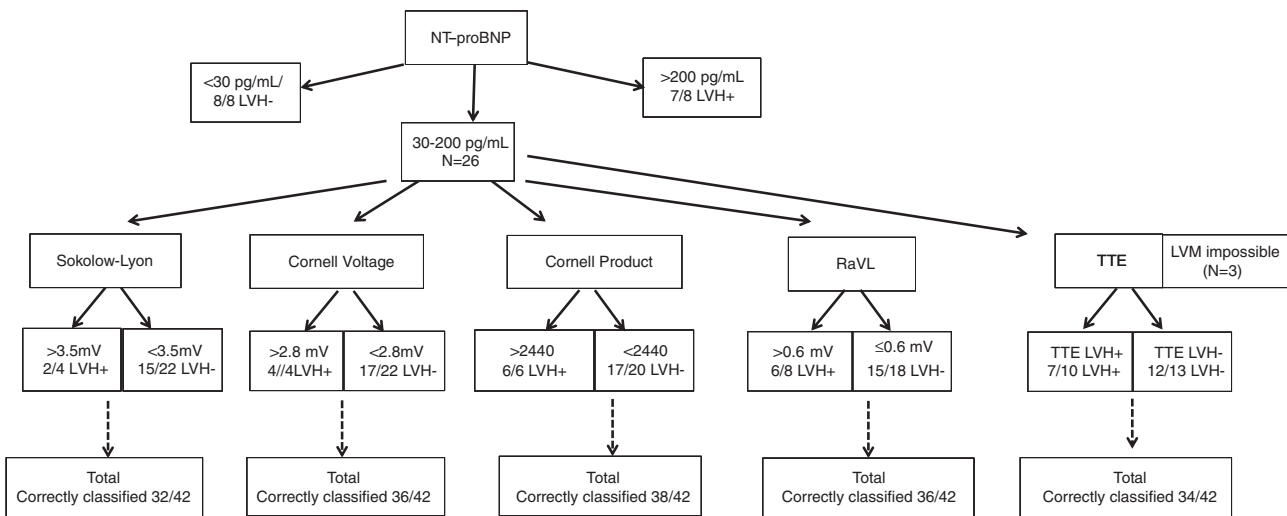 NT–proBNP
<30 pg/mL/
8/8 LVH-
>200 pg/mL
7/8 LVH+
30-200 pg/mL
N=26
Sokolow-Lyon
Cornell Voltage
Cornell Product
RaVL
TTE
LVM impossible
(N=3)
>3.5mV
2/4 LVH+
<3.5mV
15/22 LVH-
>2.8 mV
4//4LVH+
<2.8mV
17/22 LVH-
>2440
6/6 LVH+
<2440
17/20 LVH-
>0.6 mV
6/8 LVH+
≤0.6 mV
15/18 LVH-
TTE LVH+
7/10 LVH+
TTE LVH-
12/13 LVH-
Total
Correctly classified 32/42
Total
Correctly classified 36/42
Total
Correctly classified 38/42
Total
Correctly classified 36/42
Total
Correctly classified 34/42